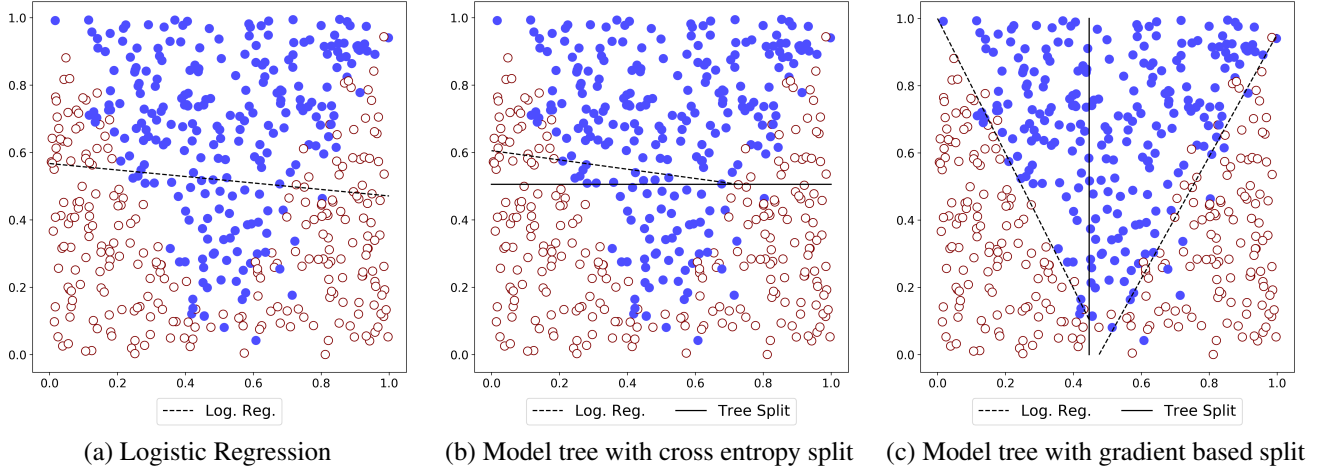 1.0
0.8
0.6
0.4
0.2
0.0
0.0 0.2 0.4 0.6 0.8 1.0
Log. Reg.
(a) Logistic Regression
1.0
0.8
0.6
0.4
0.2
0.0
0.0 0.2 0.4 0.6 0.8 1.0
Log. Reg. Tree Split
(b) Model tree with cross entropy split
1.0
0.8
0.6
0.4
0.2
0.0
0.0 0.2 0.4 0.6 0.8 1.0
Log. Reg. Tree Split
(c) Model tree with gradient based split